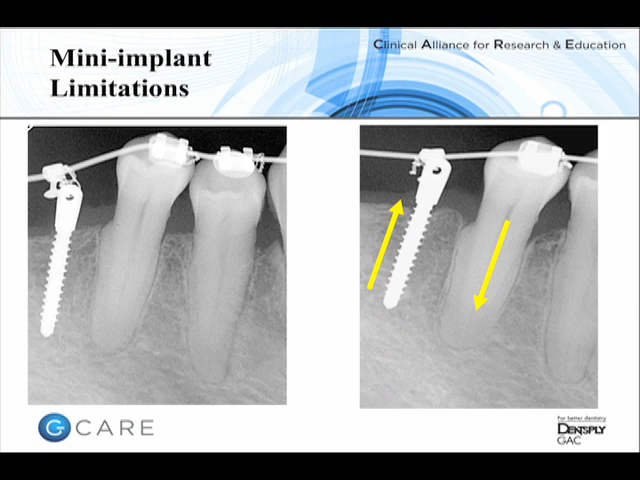 Mini-implant
Limitations
Clinical Alliance for Research & Education
G CARE
For better dentistry
DENTSPLY
GAC